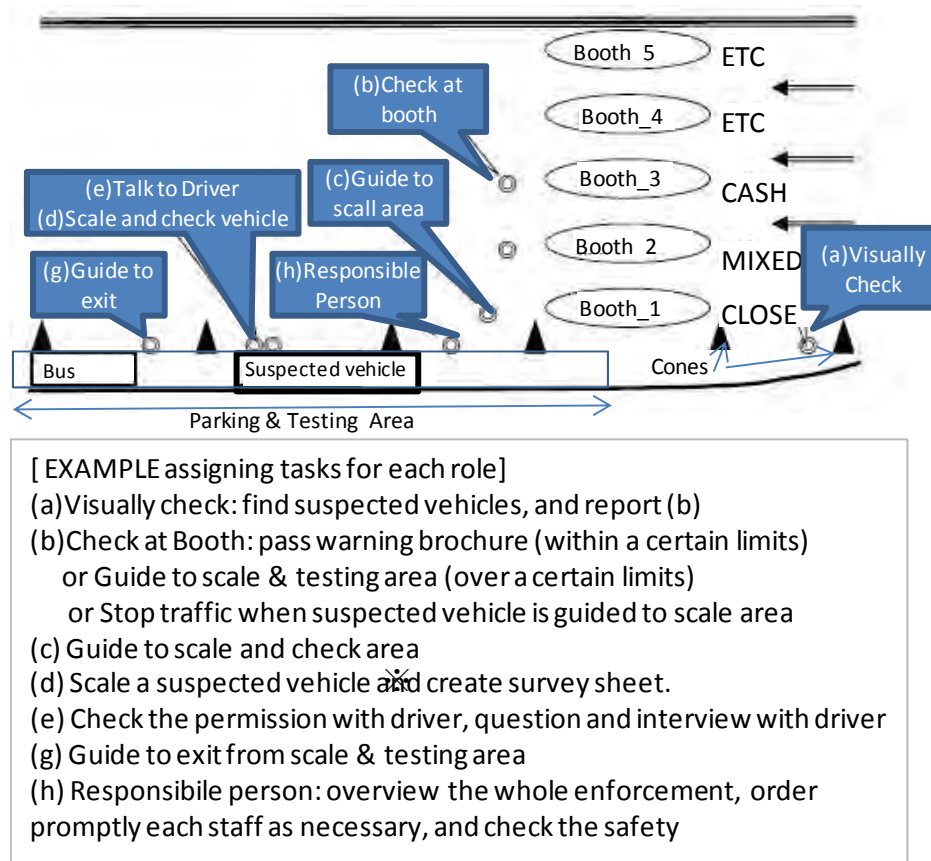 Booth_5
ETC
(b)Check at
booth
Booth_4
ETC
(e)Talk to Driver
(d)Scale and check vehicle
(c)Guide to
scall area
Booth_3
CASH
Booth_2
MIXED
(a)Visually
Check
(g)Guide to
exit
(h)Responsible
Person
Booth_1
CLOSE
Bus
Suspected vehicle
Cones
Parking & Testing Area
[ EXAMPLE assigning tasks for each role]
(a)Visually check: find suspected vehicles, and report (b)
(b)Check at Booth: pass warning brochure (within a certain limits)
or Guide to scale & testing area (over a certain limits)
or Stop traffic when suspected vehicle is guided to scale area
(c) Guide to scale and check area
(d) Scale a suspected vehicle and create survey sheet.
※
(e) Check the permission with driver, question and interview with driver
(g) Guide to exit from scale & testing area
(h) Responsibile person: overview the whole enforcement, order
promptly each staff as necessary, and check the safety